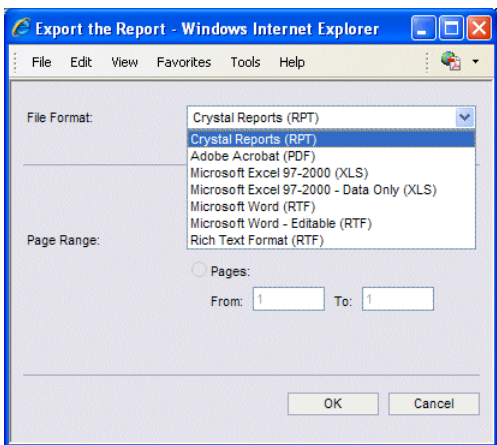 Export the Report - Windows Internet Explorer
File Edit View Favorites Tools Help
File Format: Crystal Reports (RPT)
Crystal Reports (RPT)
Adobe Acrobat (PDF)
Microsoft Excel 97-2000 (XLS)
Microsoft Excel 97-2000 - Data Only (XLS)
Microsoft Word (RTF)
Microsoft Word - Editable (RTF)
Page Range: Rich Text Format (RTF)
Pages:
From: 1 To: 1
OK Cancel